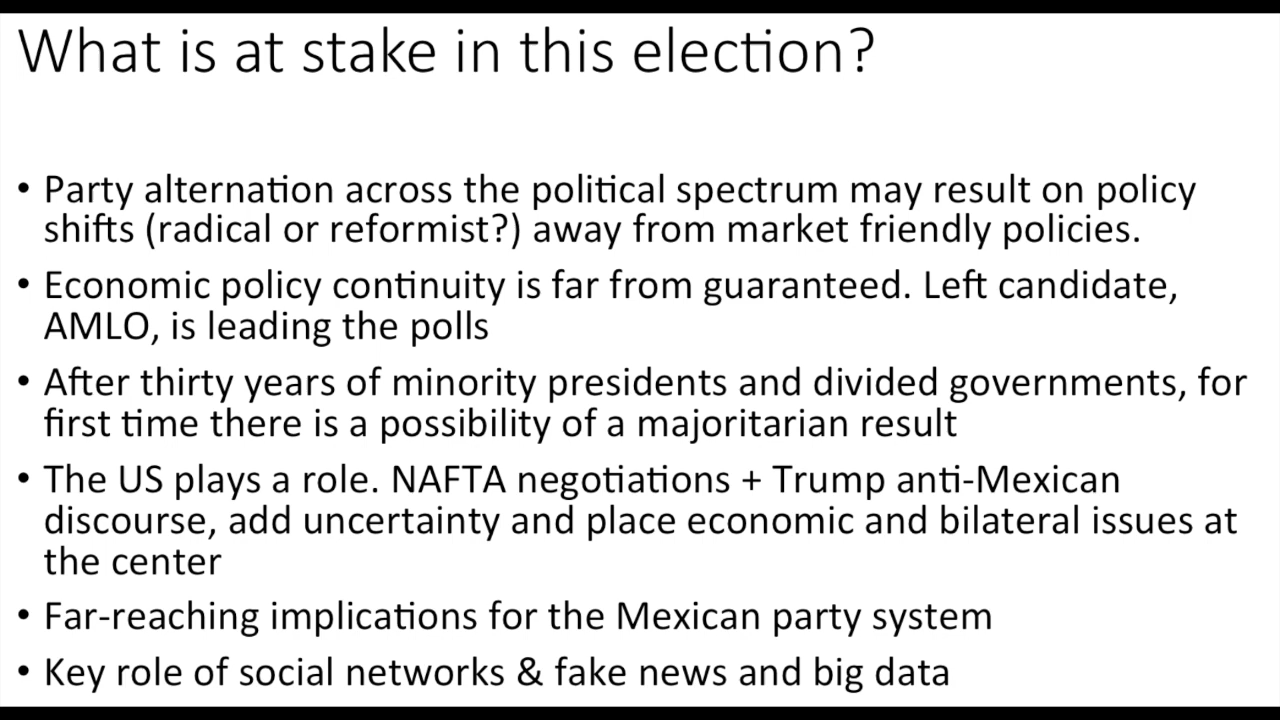 What is at stake in this election?
• Party alternation across the political spectrum may result on policy
shifts (radical or reformist?) away from market friendly policies.
• Economic policy continuity is far from guaranteed. Left candidate,
AMLO, is leading the polls
• After thirty years of minority presidents and divided governments, for
first time there is a possibility of a majoritarian result
• The US plays a role. NAFTA negotiations + Trump anti-Mexican
discourse, add uncertainty and place economic and bilateral issues at
the center
• Far-reaching implications for the Mexican party system
• Key role of social networks & fake news and big data